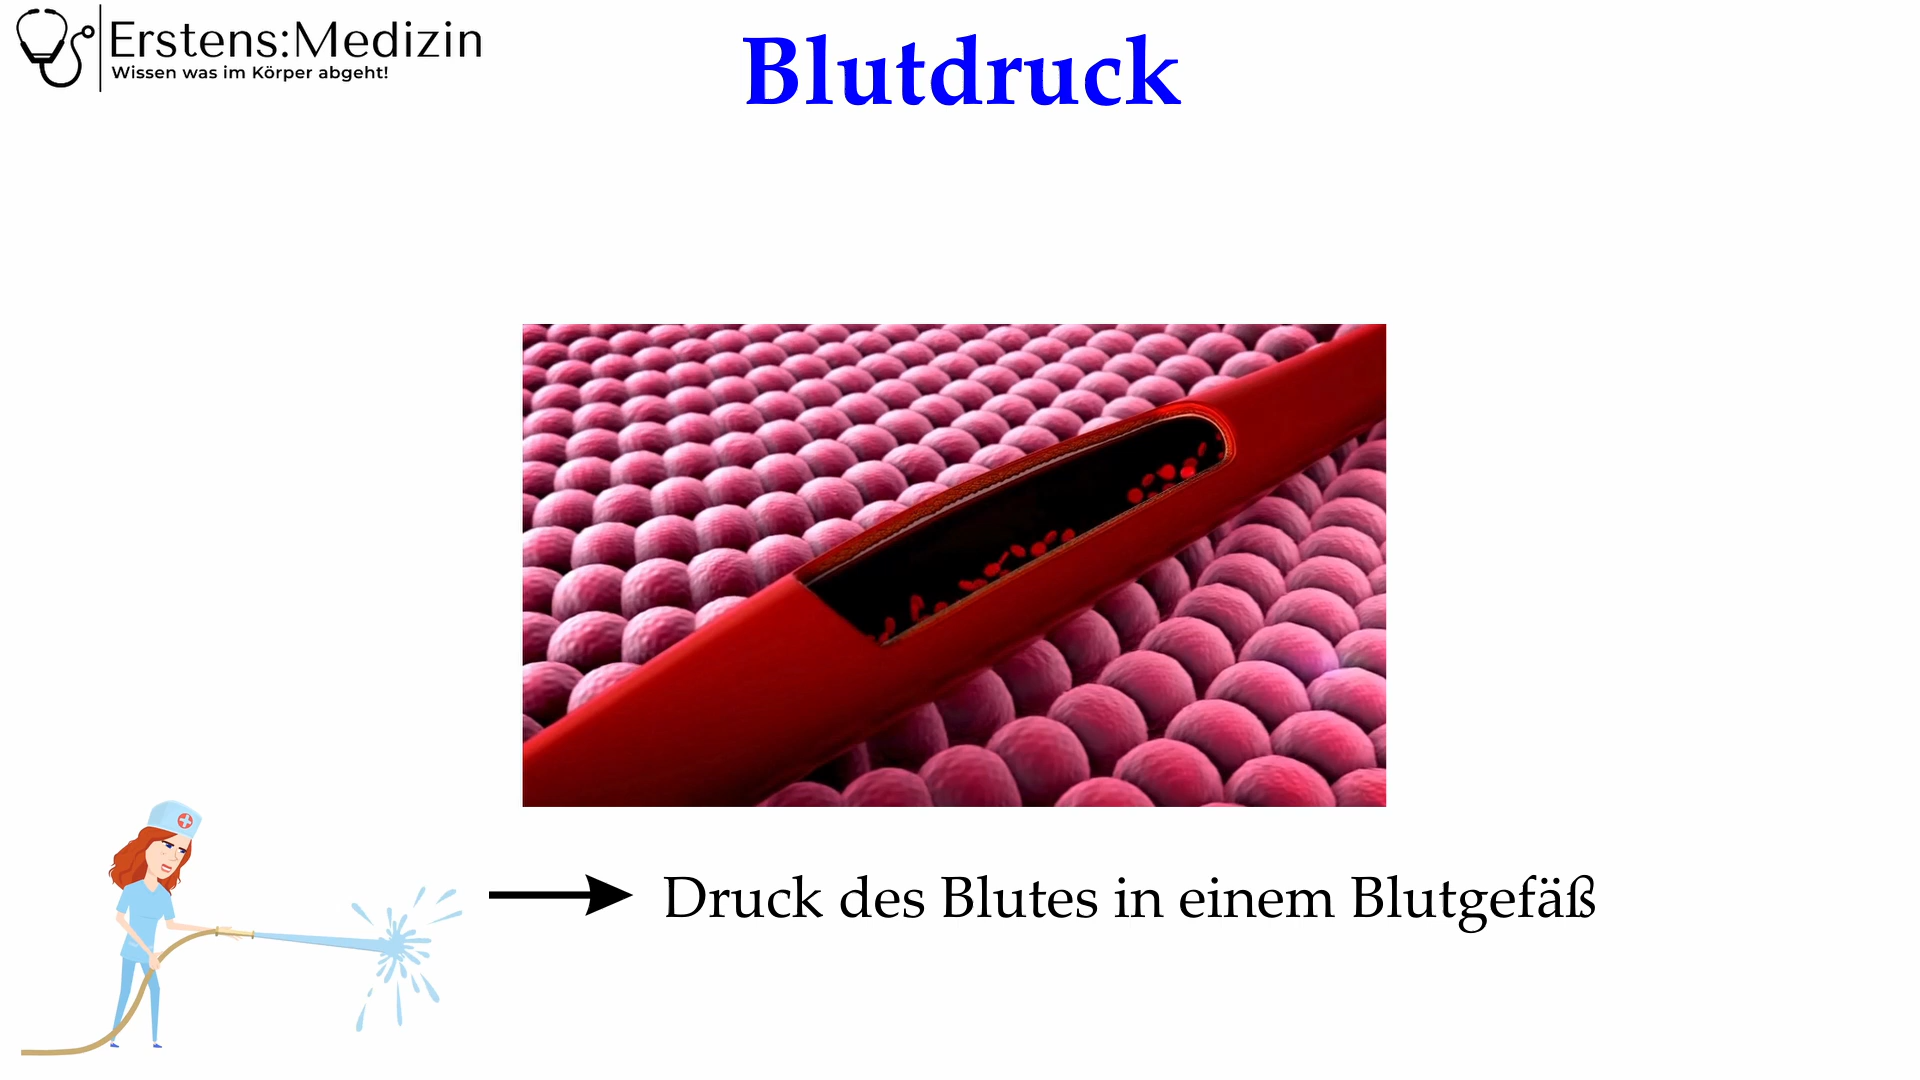 Erstens:Medizin
Wissen was im Körper abgeht!
Blutdruck
Druck des Blutes in einem Blutgefäß